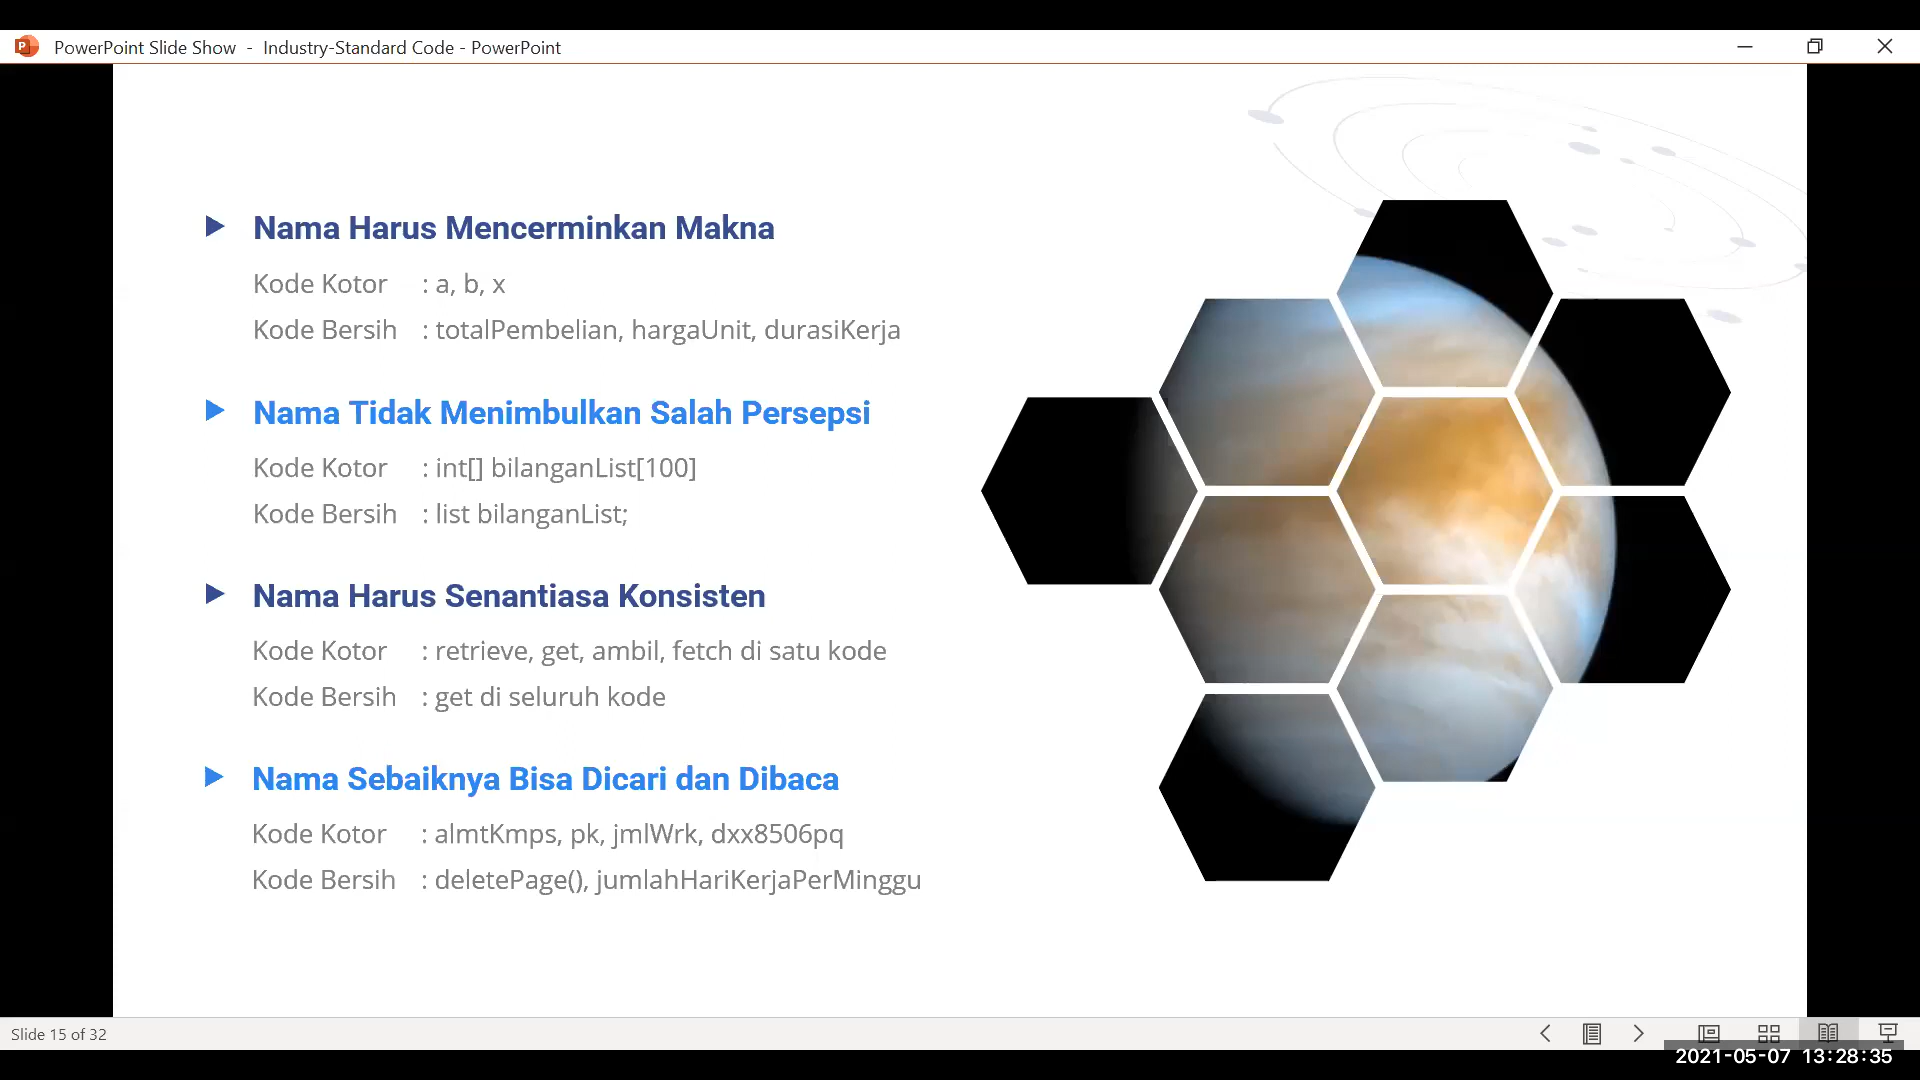 PowerPoint Slide Show - Industry-Standard Code - PowerPoint
Nama Harus Mencerminkan Makna
Kode Kotor : a, b, x
Kode Bersih : totalPembelian, hargaUnit, durasiKerja
Nama Tidak Menimbulkan Salah Persepsi
Kode Kotor : int[] bilanganList[100]
Kode Bersih : list bilanganList;
Nama Harus Senantiasa Konsisten
Kode Kotor : retrieve, get, ambil, fetch di satu kode
Kode Bersih : get di seluruh kode
Nama Sebaiknya Bisa Dicari dan Dibaca
Kode Kotor : almtKmps, pk, jmlWrk, dxx8506pq
Kode Bersih : deletePage(), jumlahHariKerjaPerMinggu
Slide 15 of 32
2021-05-07 13:28:35